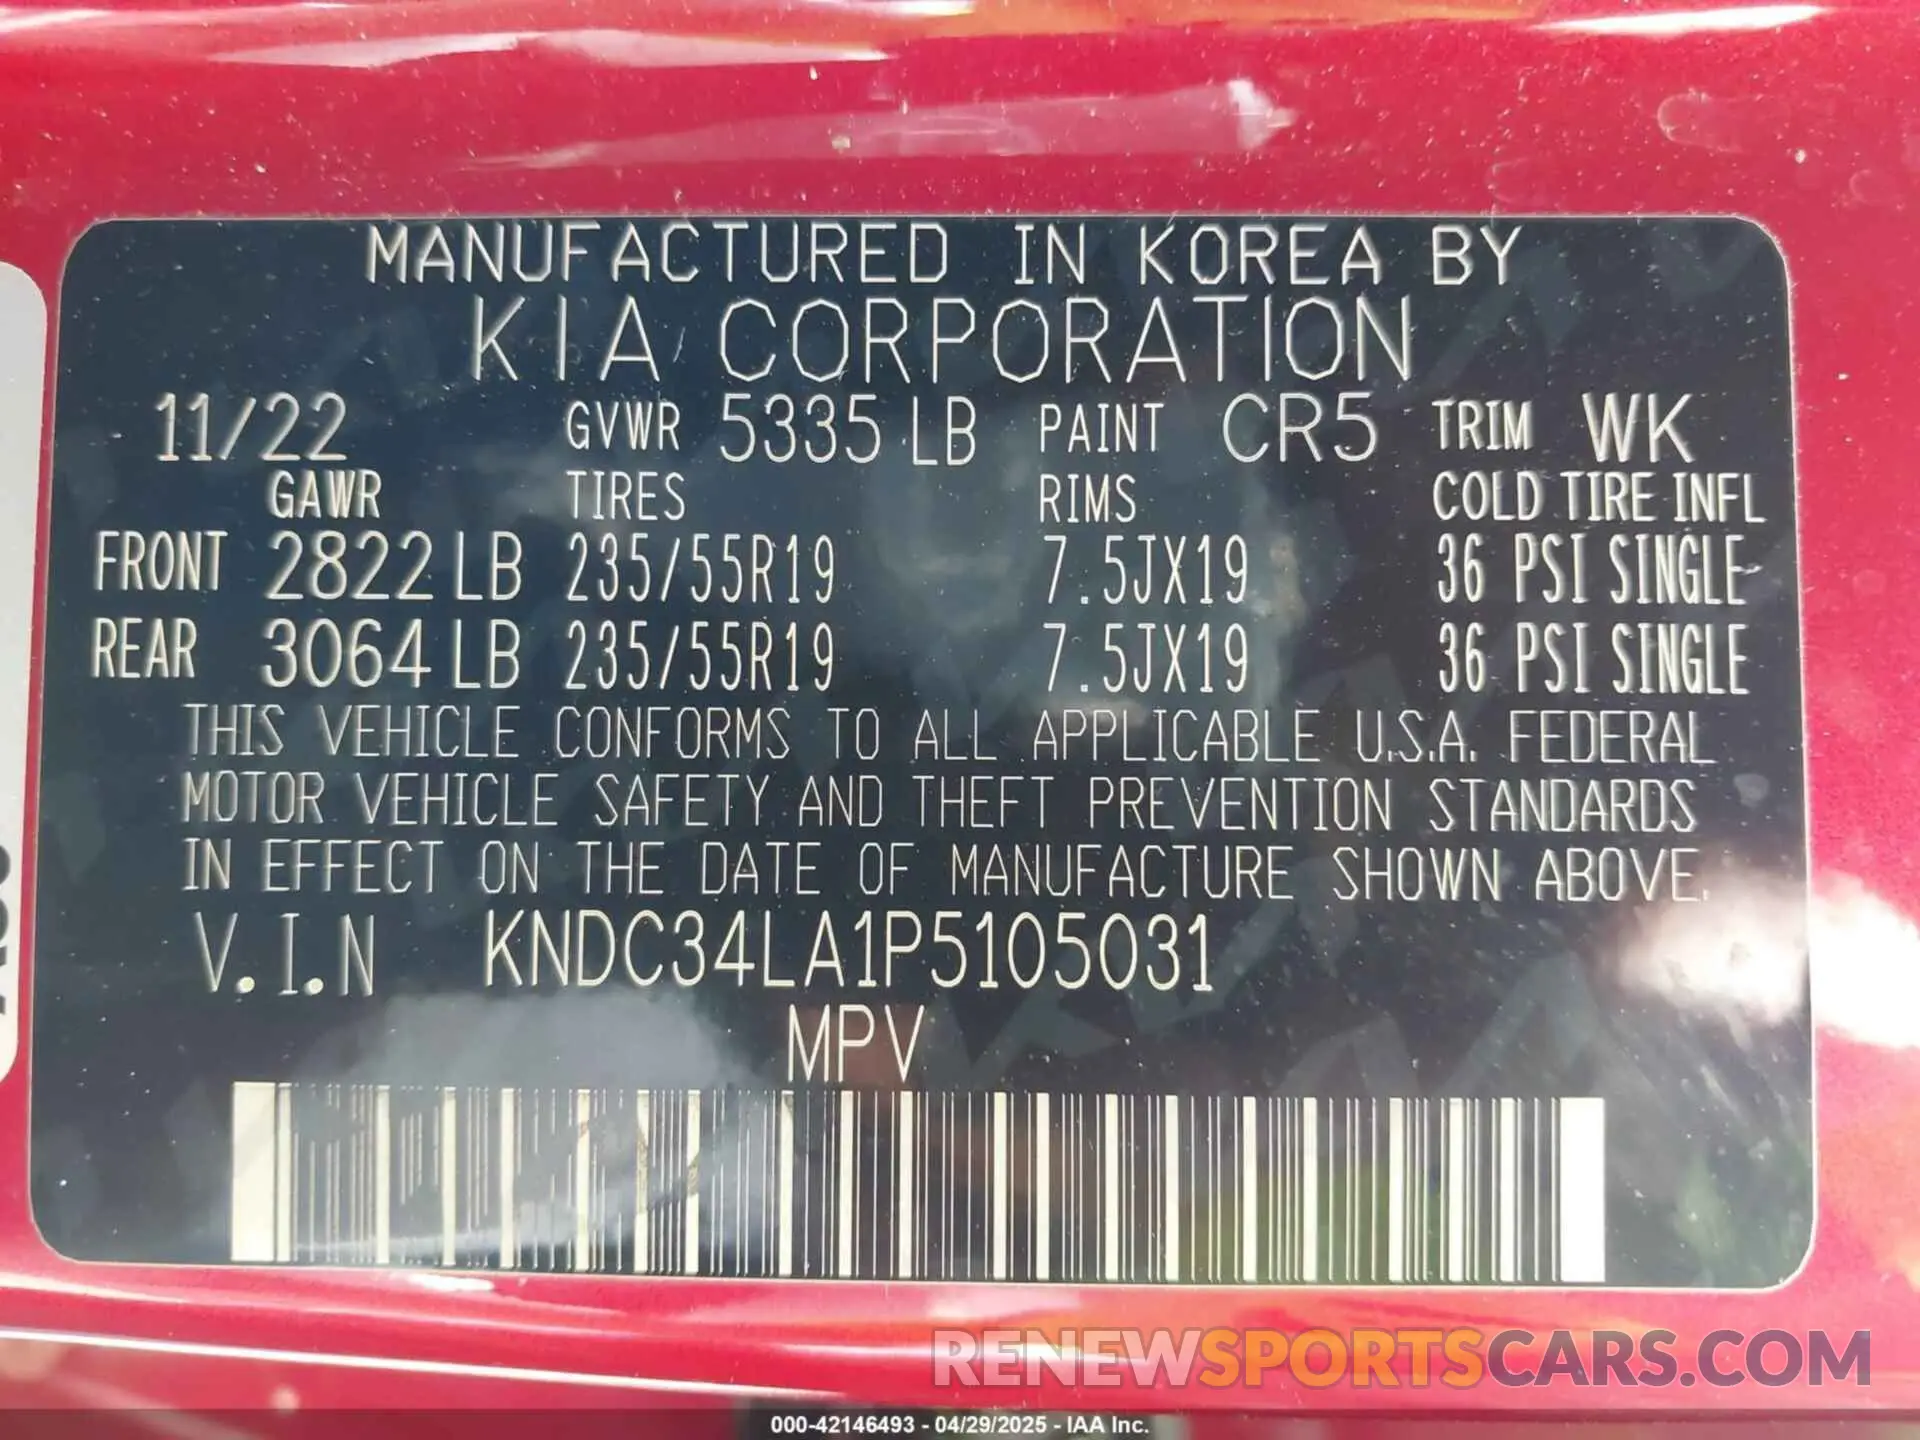 MANUFACTURED IN KOREA BY
KIA CORPORATION
11/22 GVWR 5335 LB PAINT CR5 TRIM WK
GAWR TIRES RIMS COLD TIRE INFL
FRONT 2822 LB 235/55R19 7.5JX19 36 PSI SINGLE
REAR 3064 LB 235/55R19 7.5JX19 36 PSI SINGLE
THIS VEHICLE CONFORMS TO ALL APPLICABLE U.S.A. FEDERAL
MOTOR VEHICLE SAFETY AND THEFT PREVENTION STANDARDS
IN EFFECT ON THE DATE OF MANUFACTURE SHOWN ABOVE.
V.I.N KNDC34LA1P5105031
MPV
RENEWSPORTSCARS.COM
000-42146493 - 04/29/2025 - IAA Inc.